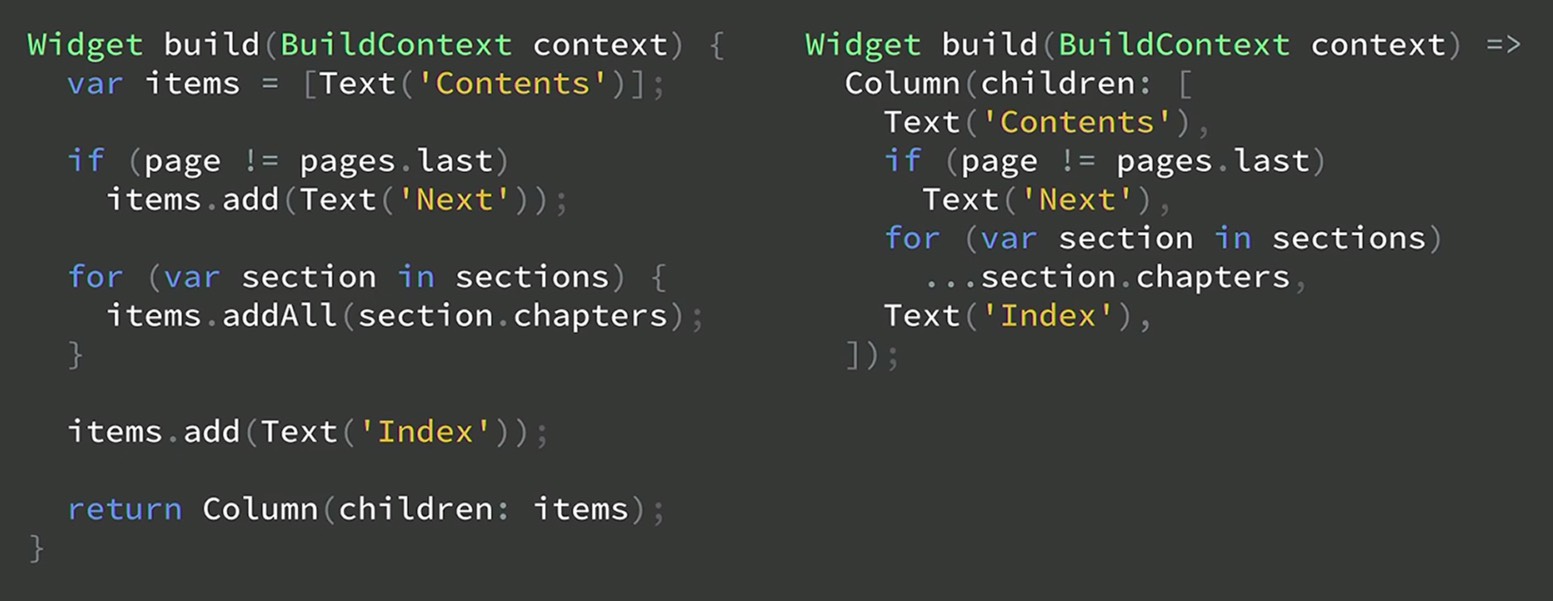 Widget build(BuildContext context) {
  var items = [Text('Contents')];
  if (page != pages.last)
    items.add(Text('Next'));
  for (var section in sections) {
    items.addAll(section.chapters);
  }
  items.add(Text('Index'));
  return Column(children: items);
}
Widget build(BuildContext context) =>
  Column(children: [
    Text('Contents'),
    if (page != pages.last)
      Text('Next'),
    for (var section in sections)
      ...section.chapters,
    Text('Index'),
  ]);